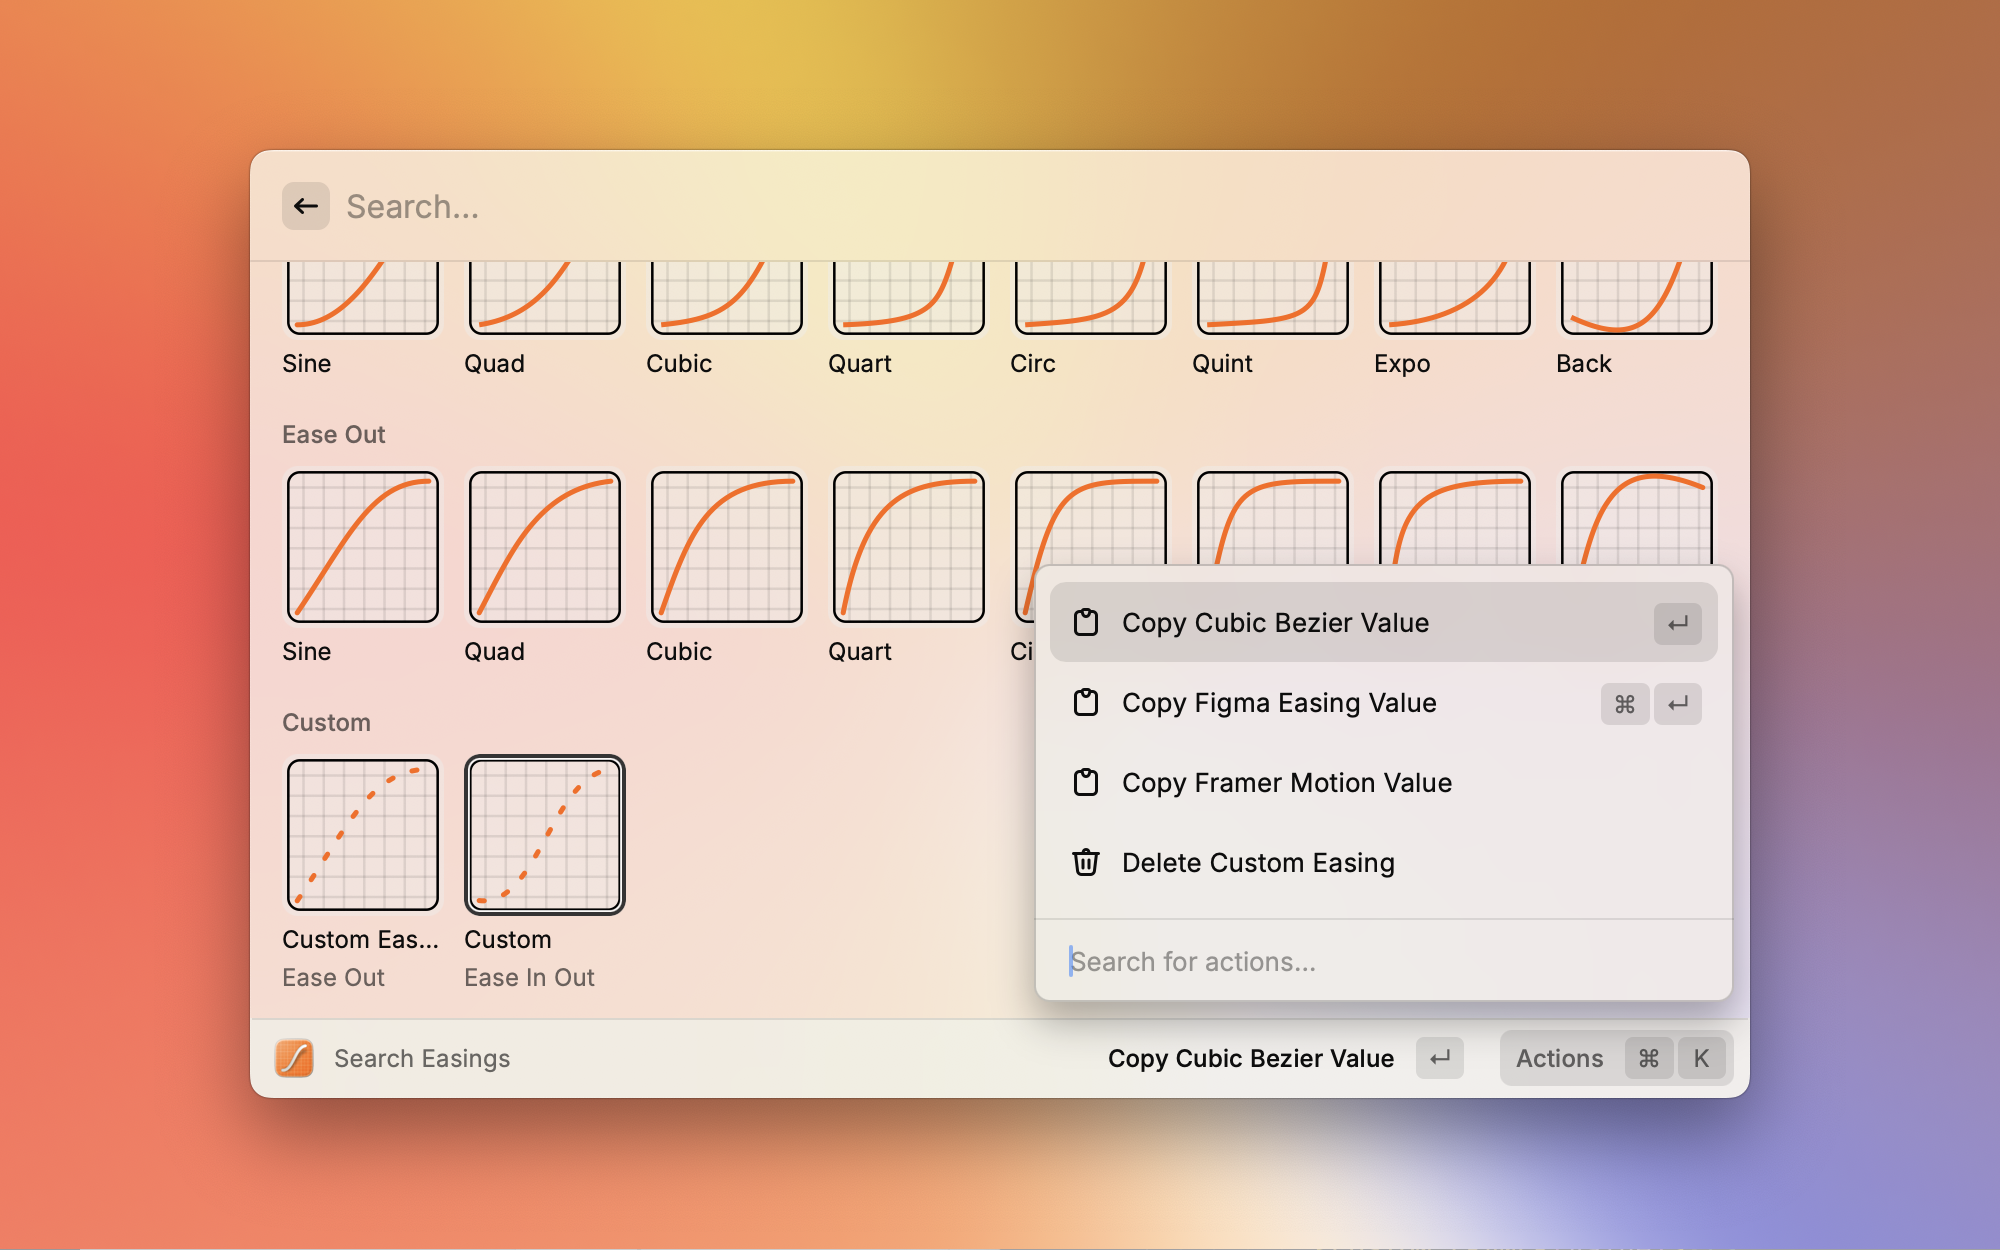 Search...
Sine Quad Cubic Quart Circ Quint Expo Back
Ease Out
Sine Quad Cubic Quart Ci
Custom
Custom Eas... Custom
Ease Out Ease In Out
Copy Cubic Bezier Value
Copy Figma Easing Value ⌘
Copy Framer Motion Value
Delete Custom Easing
Search for actions...
Search Easings Copy Cubic Bezier Value Actions ⌘ K